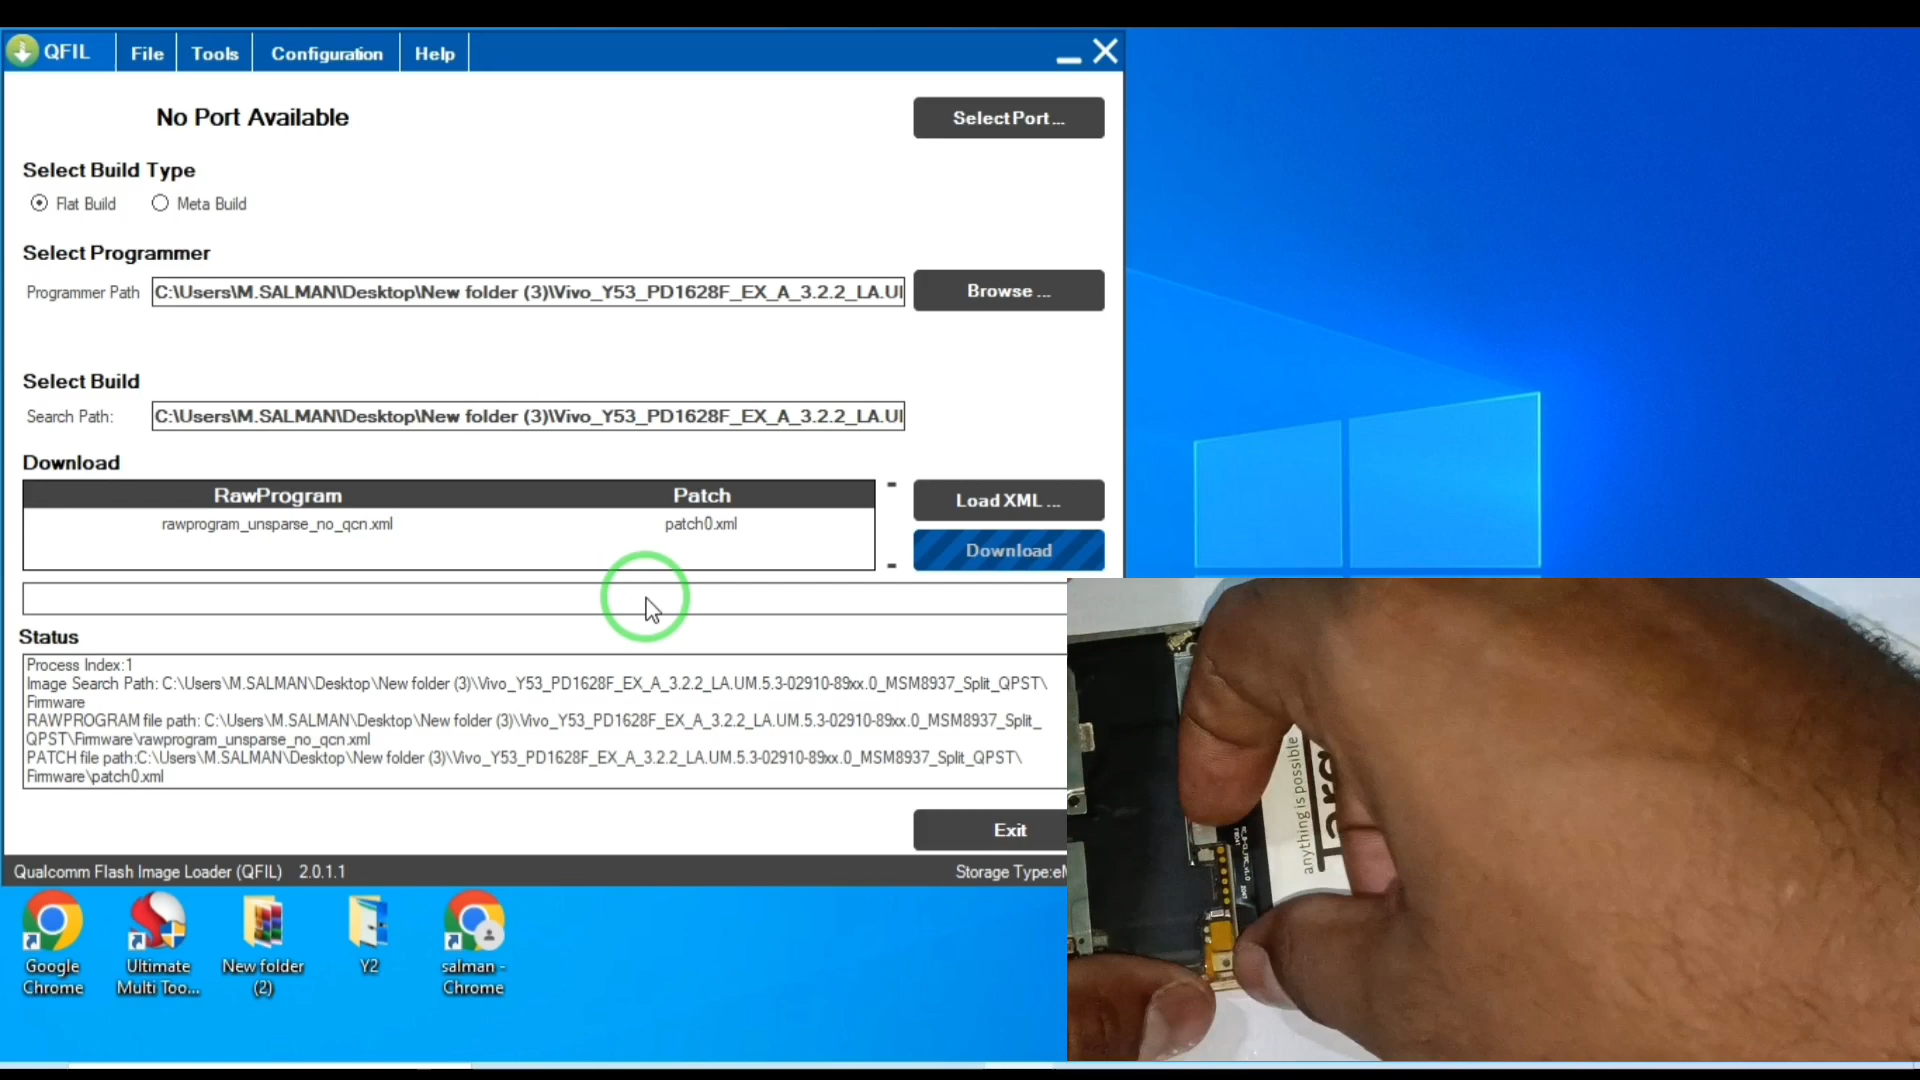 QFIL File Tools Configuration Help
No Port Available
Select Port ...
Select Build Type
Flat Build Meta Build
Select Programmer
Programmer Path C:\Users\M.SALMAN\Desktop\New folder (3)\Vivo_Y53_PD1628F_EX_A_3.2.2_LA.UI Browse ...
Select Build
Search Path: C:\Users\M.SALMAN\Desktop\New folder (3)\Vivo_Y53_PD1628F_EX_A_3.2.2_LA.UI
Download
RawProgram Patch
rawprogram_unsparse_no_qcn.xml patch0.xml
Load XML ...
Download
Status
Process Index:1
Image Search Path: C:\Users\M.SALMAN\Desktop\New folder (3)\Vivo_Y53_PD1628F_EX_A_3.2.2_LA.UM.5.3-02910-89xx.0_MSM8937_Split_QPST\
Firmware
RAWPROGRAM file path: C:\Users\M.SALMAN\Desktop\New folder (3)\Vivo_Y53_PD1628F_EX_A_3.2.2_LA.UM.5.3-02910-89xx.0_MSM8937_Split_
QPST\Firmware\rawprogram_unsparse_no_qcn.xml
PATCH file path:C:\Users\M.SALMAN\Desktop\New folder (3)\Vivo_Y53_PD1628F_EX_A_3.2.2_LA.UM.5.3-02910-89xx.0_MSM8937_Split_QPST\
Firmware\patch0.xml
Exit
Qualcomm Flash Image Loader (QFIL) 2.0.1.1
Storage Type:eM
Google
Chrome
Ultimate
Multi Too...
New folder
(2)
Y2
salman -
Chrome
anything is possible